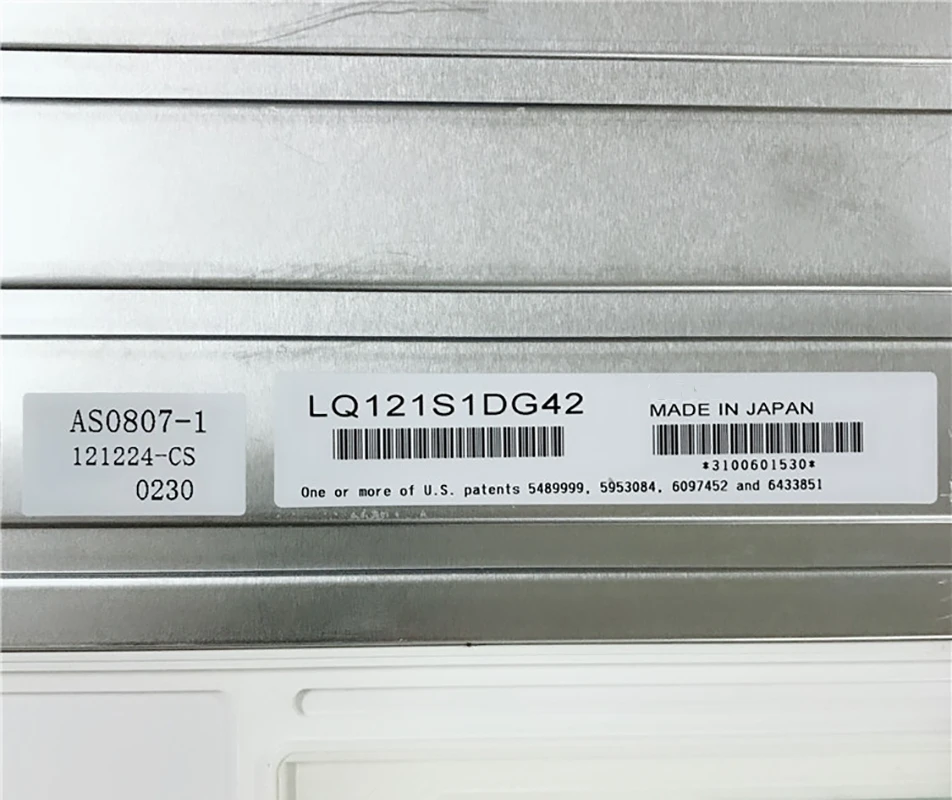 AS0807-1
121224-CS
0230
LQ121S1DG42
MADE IN JAPAN
*3100601530*
One or more of U.S. patents 5489999, 5953084, 6097452 and 6433851